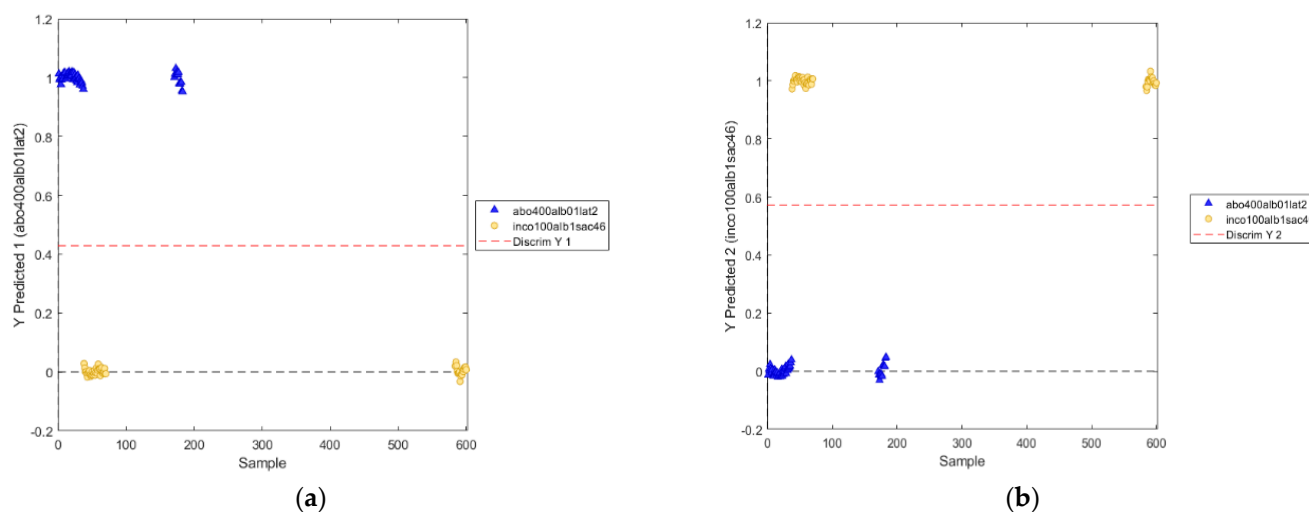 1.2
1
0.8
0.6
0.4
0.2
0
-0.2
0 100 200 300 400 500 600
Y Predicted 1 (abo400alb01lat2)
Sample
abo400alb01lat2
inco100alb1sac46
Discrim Y 1
(a)
1.2
1
0.8
0.6
0.4
0.2
0
-0.2
0 100 200 300 400 500 600
Y Predicted 2 (inco100alb1sac46)
Sample
abo400alb01lat2
inco100alb1sac46
Discrim Y 2
(b)